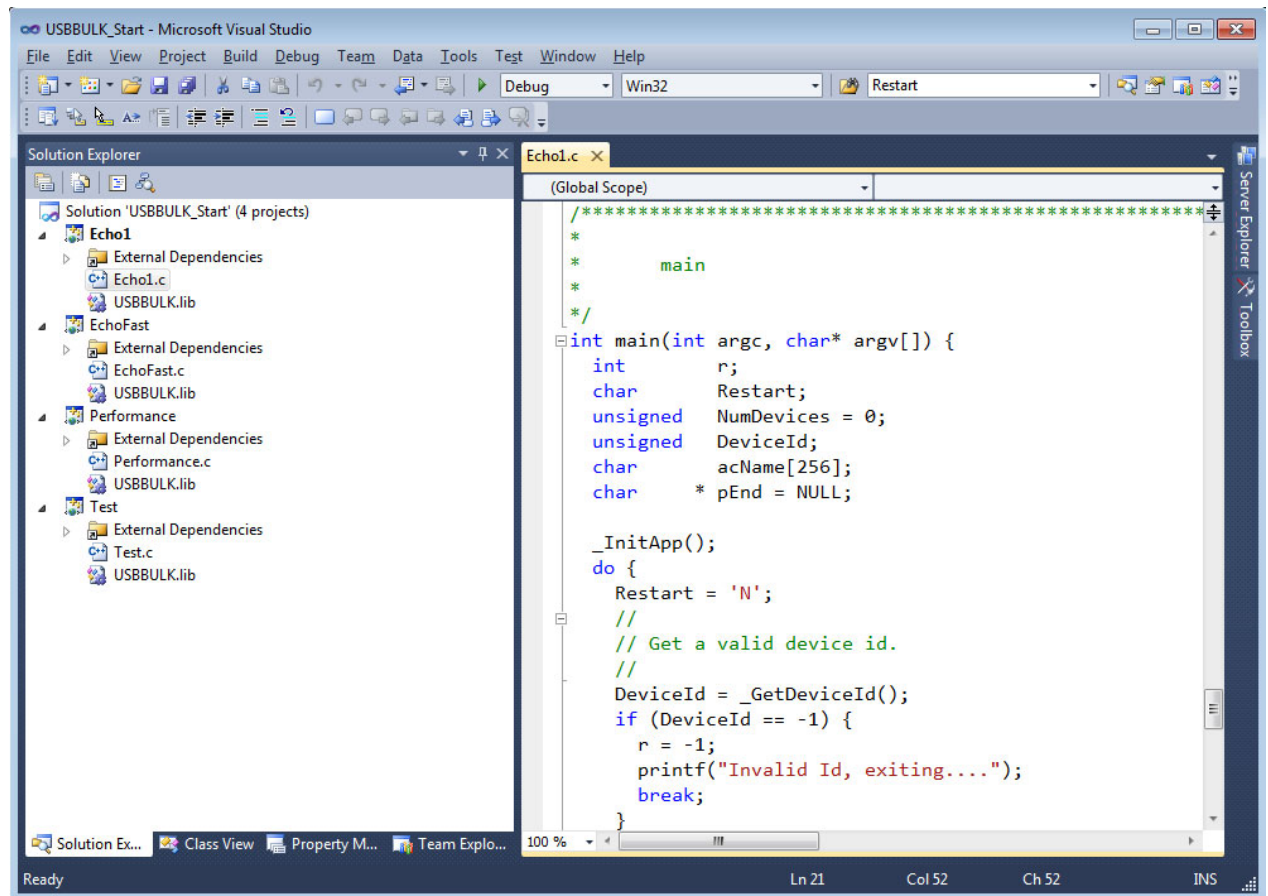 USBBULK_Start - Microsoft Visual Studio
File Edit View Project Build Debug Team Data Tools Test Window Help
Debug Win32 Restart
Solution Explorer
Echo1.c
(Global Scope)
Solution 'USBBULK_Start' (4 projects)
Echo1
External Dependencies
Echo1.c
USBBULK.lib
EchoFast
External Dependencies
EchoFast.c
USBBULK.lib
Performance
External Dependencies
Performance.c
USBBULK.lib
Test
External Dependencies
Test.c
USBBULK.lib
Solution Ex... Class View Property M... Team Explo...
/*******************************************************
*
* main
*
*/
int main(int argc, char* argv[]) {
int r;
char Restart;
unsigned NumDevices = 0;
unsigned DeviceId;
char acName[256];
char * pEnd = NULL;
_InitApp();
do {
Restart = 'N';
//
// Get a valid device id.
//
DeviceId = _GetDeviceId();
if (DeviceId == -1) {
r = -1;
printf("Invalid Id, exiting....");
break;
}
100 %
Server Explorer
Toolbox
Ready Ln 21 Col 52 Ch 52 INS